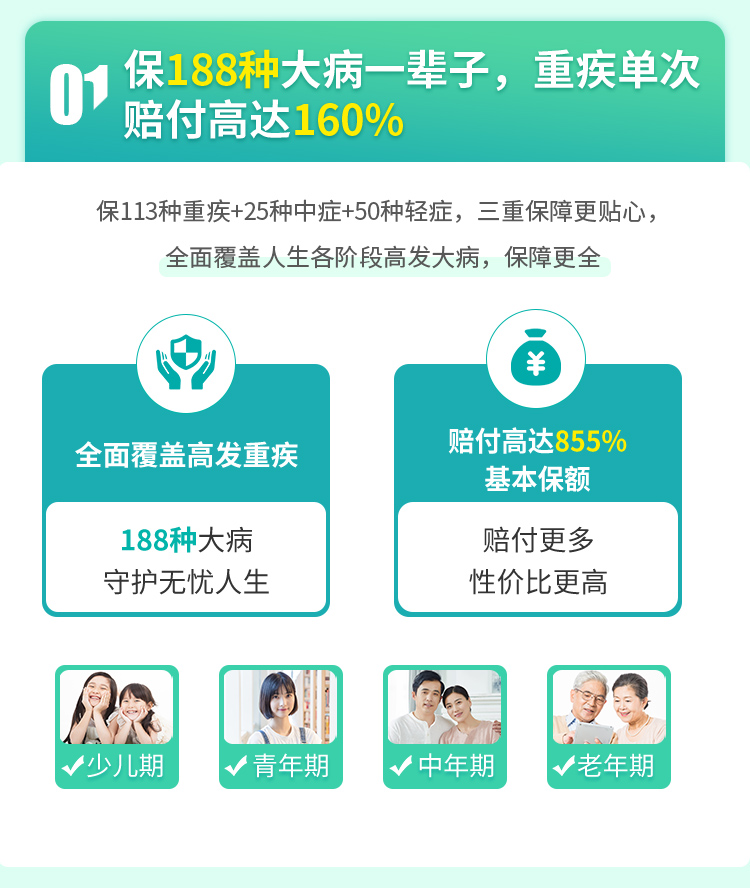 01
保188种大病一辈子，重疾单次
赔付高达160%
保113种重疾+25种中症+50种轻症，三重保障更贴心，
全面覆盖人生各阶段高发大病，保障更全
全面覆盖高发重疾
188种大病
守护无忧人生
¥
赔付高达855%
基本保额
赔付更多
性价比更高
少儿期
青年期
中年期
老年期